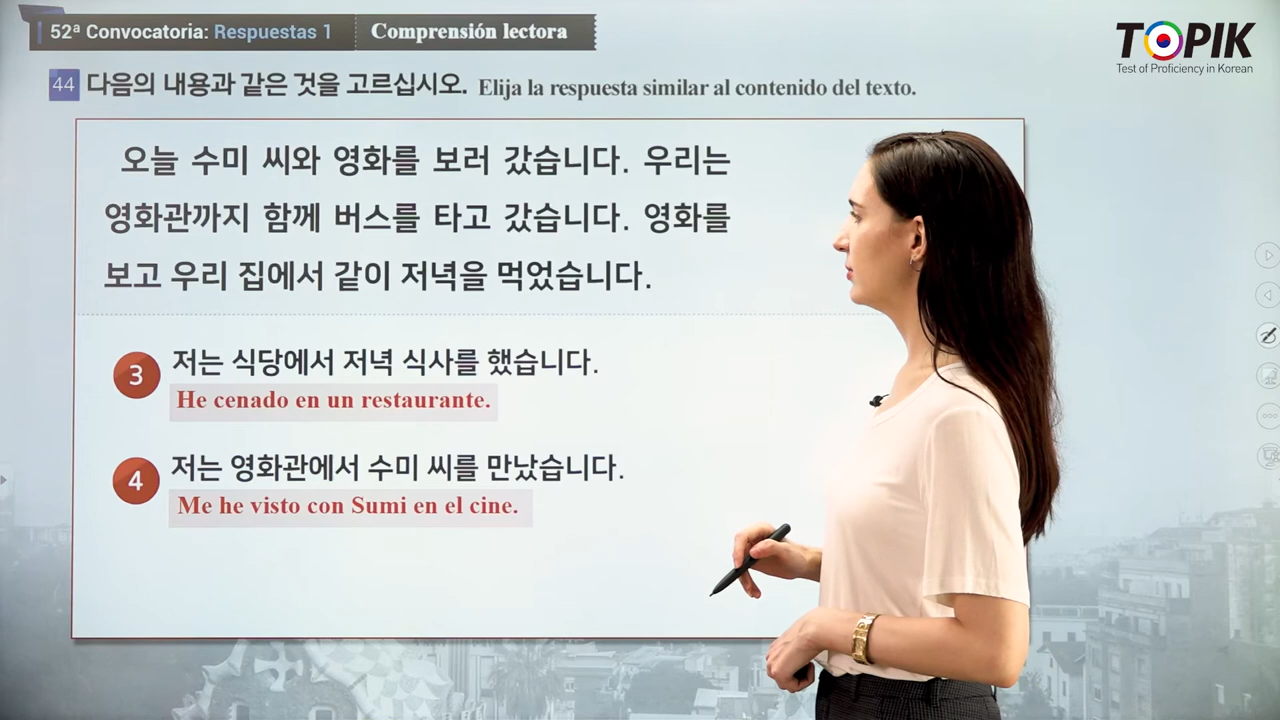 52ª Convocatoria: Respuestas 1 Comprensión lectora
TOPIK
Test of Proficiency in Korean
44 다음의 내용과 같은 것을 고르십시오. Elija la respuesta similar al contenido del texto.
오늘 수미 씨와 영화를 보러 갔습니다. 우리는
영화관까지 함께 버스를 타고 갔습니다. 영화를
보고 우리 집에서 같이 저녁을 먹었습니다.
3 저는 식당에서 저녁 식사를 했습니다.
He cenado en un restaurante.
4 저는 영화관에서 수미 씨를 만났습니다.
Me he visto con Sumi en el cine.